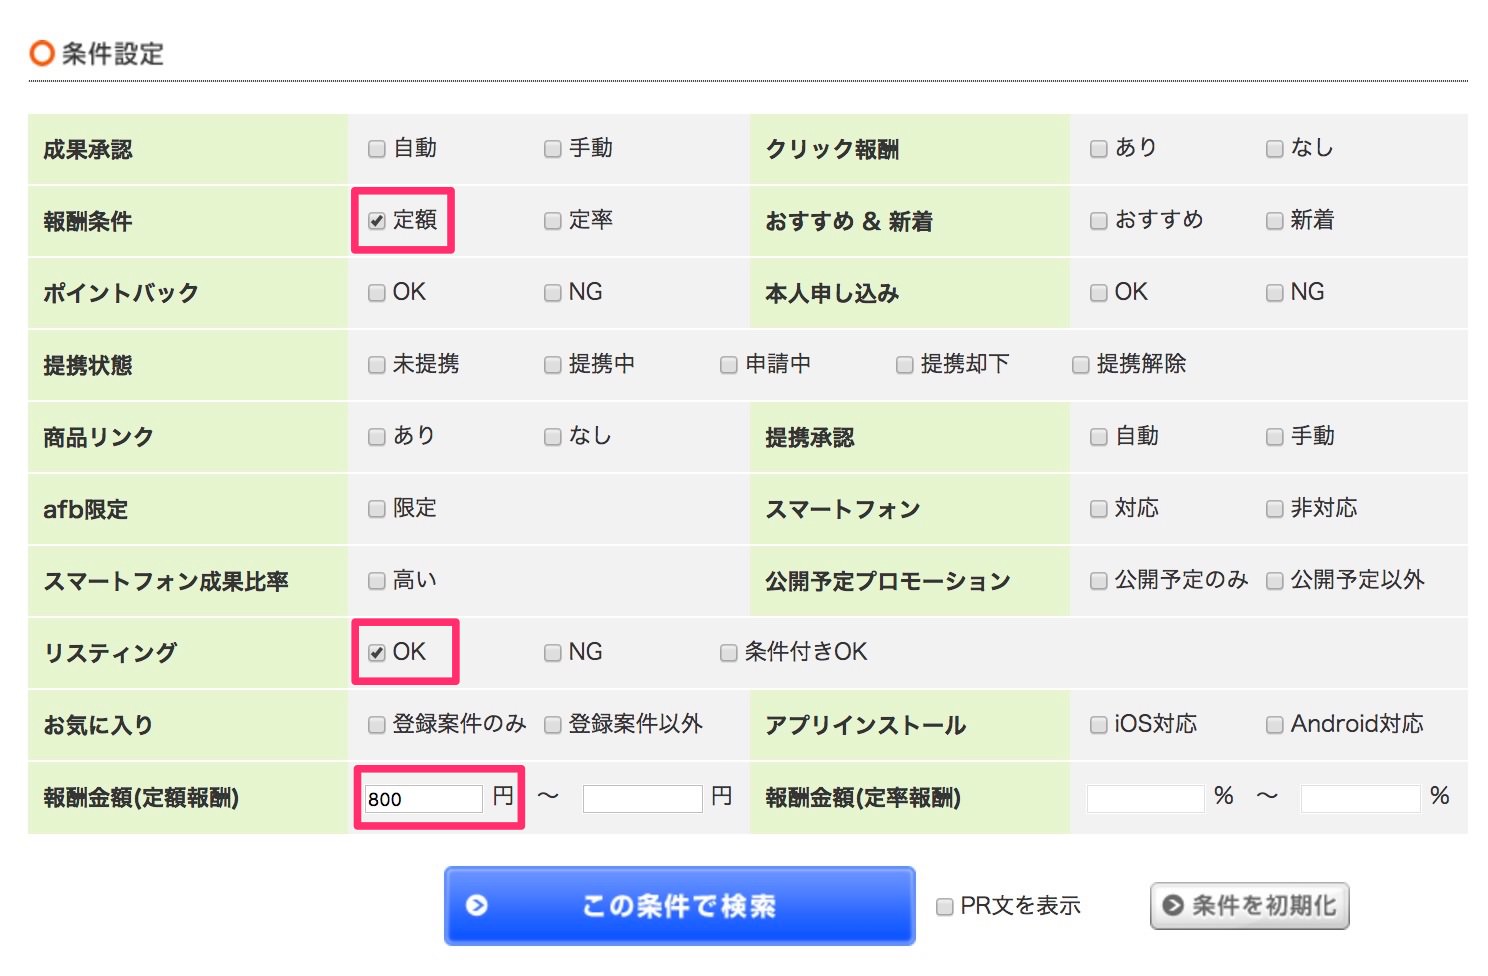 条件設定
成果承認 自動 手動 クリック報酬 あり なし
報酬条件 定額 定率 おすすめ & 新着 おすすめ 新着
ポイントバック OK NG 本人申し込み OK NG
提携状態 未提携 提携中 申請中 提携却下 提携解除
商品リンク あり なし 提携承認 自動 手動
afb限定 限定 スマートフォン 対応 非対応
スマートフォン成果比率 高い 公開予定プロモーション 公開予定のみ 公開予定以外
リスティング OK NG 条件付きOK
お気に入り 登録案件のみ 登録案件以外 アプリインストール iOS対応 Android対応
報酬金額(定額報酬) 800 円 〜 円 報酬金額(定率報酬) % 〜 %
この条件で検索 PR文を表示 条件を初期化